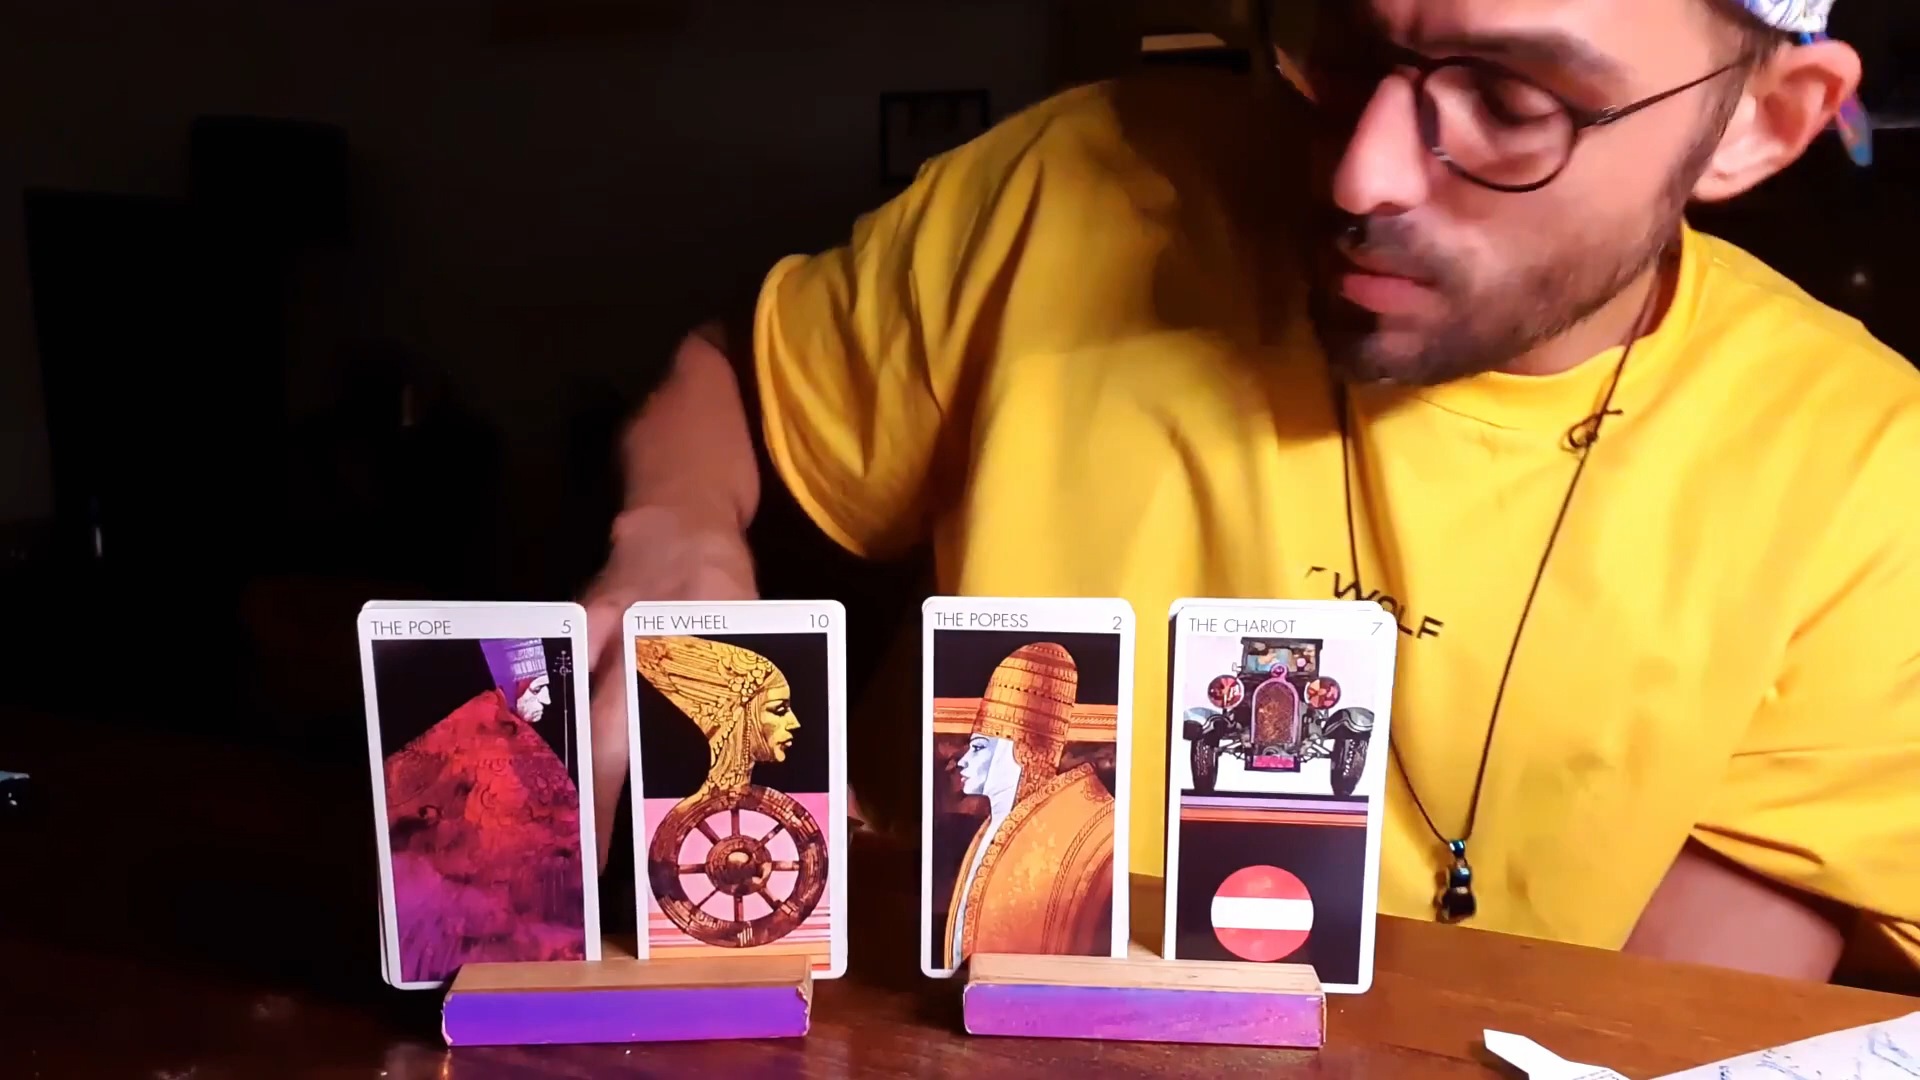 THE POPE 5
THE WHEEL 10
THE POPESS 2
THE CHARIOT 7
WOLF